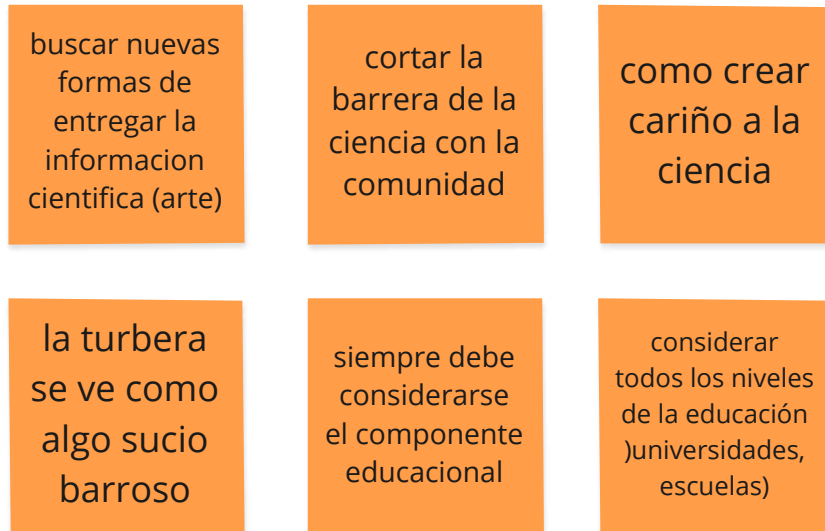 buscar nuevas
formas de
entregar la
informacion
cientifica (arte)
cortar la
barrera de la
ciencia con la
comunidad
como crear
cariño a la
ciencia
la turbera
se ve como
algo sucio
barroso
siempre debe
considerarse
el componente
educacional
considerar
todos los niveles
de la educación
)universidades,
escuelas)